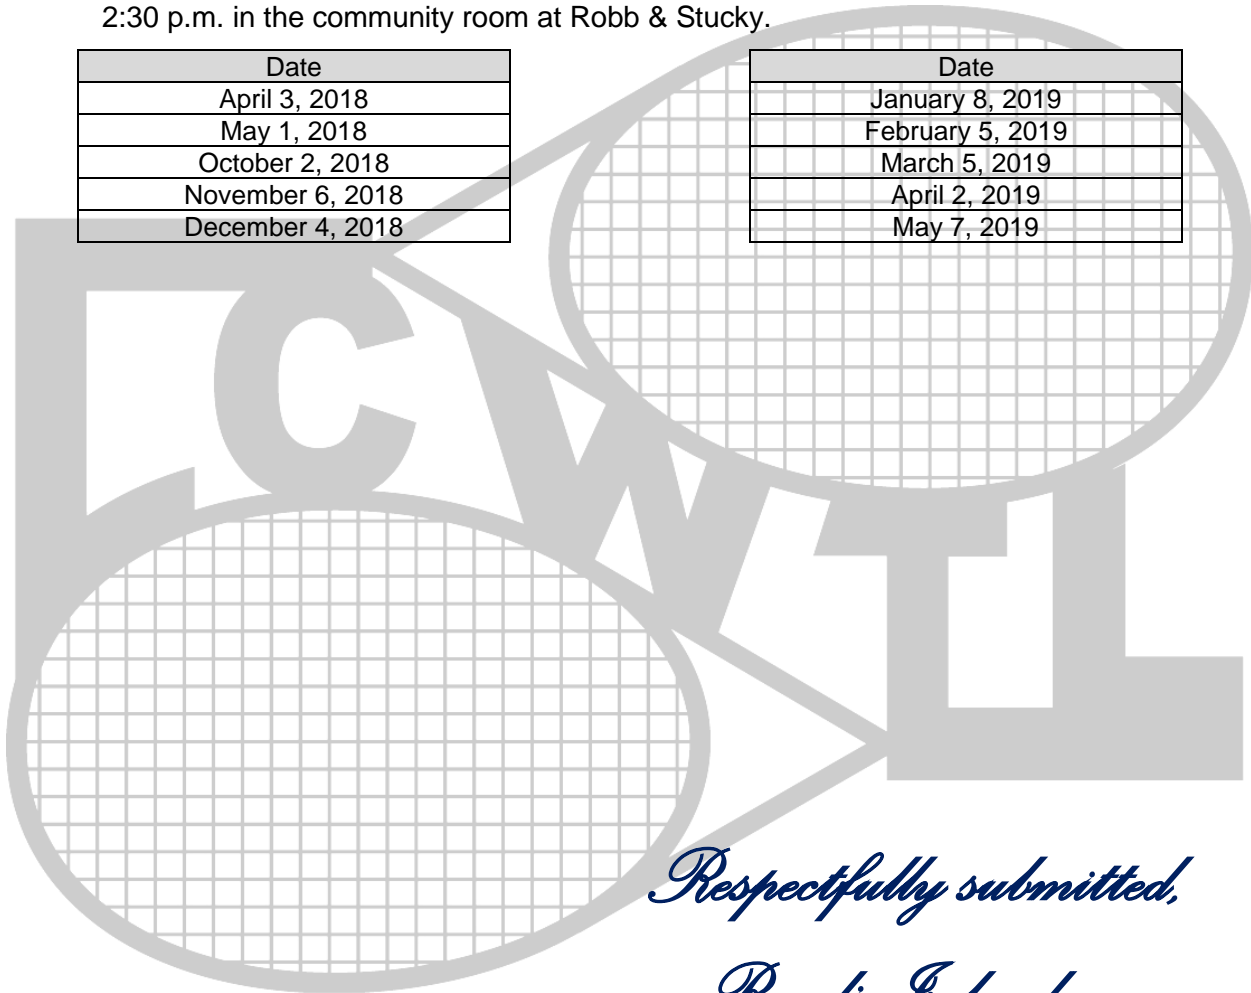 2:30 p.m. in the community room at Robb & Stucky.
Date
April 3, 2018
May 1, 2018
October 2, 2018
November 6, 2018
December 4, 2018
Date
January 8, 2019
February 5, 2019
March 5, 2019
April 2, 2019
May 7, 2019
LCWTL
Respectfully submitted,